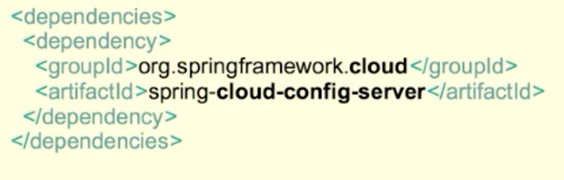 <dependencies>
<dependency>
<groupId>org.springframework.cloud</groupId>
<artifactId>spring-cloud-config-server</artifactId>
</dependency>
</dependencies>